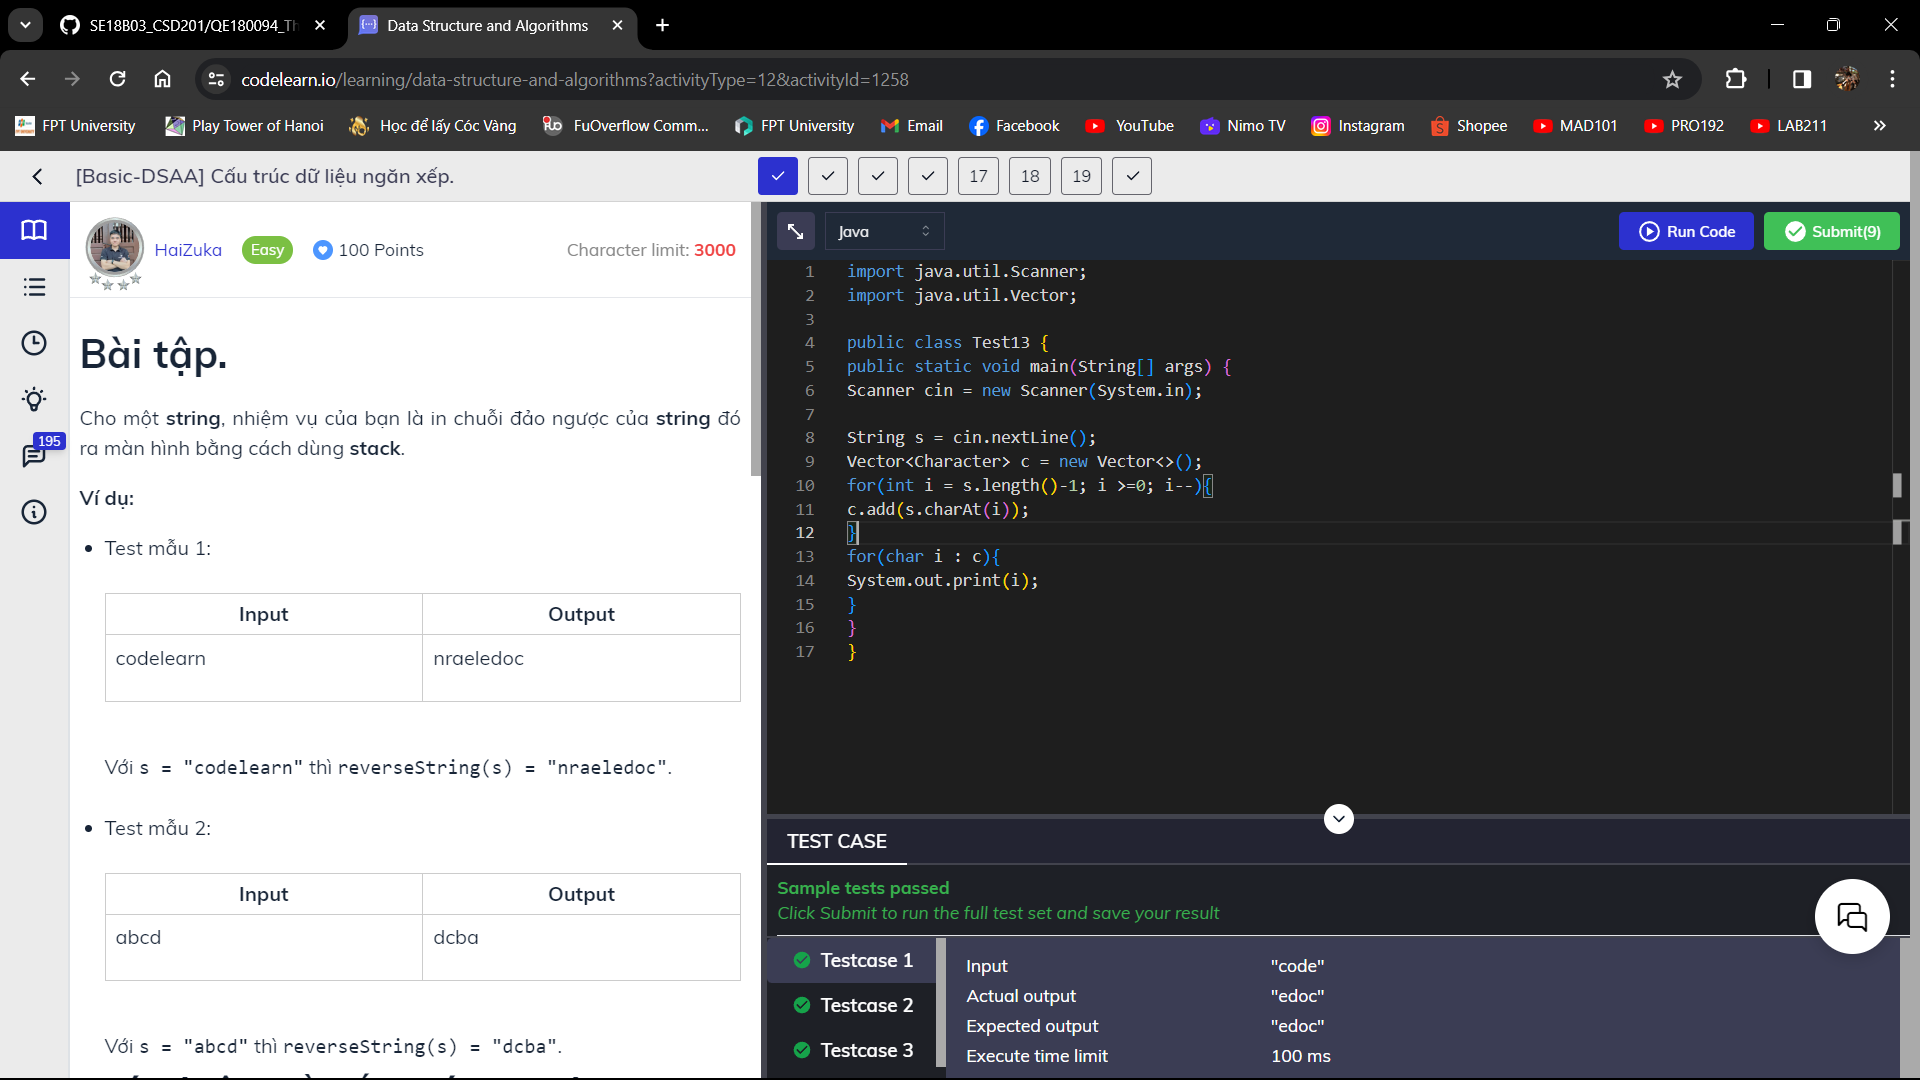 SE18B03_CSD201/QE180094_Th
Data Structure and Algorithms
codelearn.io/learning/data-structure-and-algorithms?activityType=12&activityId=1258
FPT University
Play Tower of Hanoi
Học để lấy Cóc Vàng
FuOverflow Comm...
FPT University
Email
Facebook
YouTube
Nimo TV
Instagram
Shopee
MAD101
PRO192
LAB211
[Basic-DSAA] Cấu trúc dữ liệu ngăn xếp.
17
18
19
HaiZuka
Easy
100 Points
Character limit: 3000
195
Bài tập.
Cho một string, nhiệm vụ của bạn là in chuỗi đảo ngược của string đó
ra màn hình bằng cách dùng stack.
Ví dụ:
Test mẫu 1:
Input Output
codelearn nraeledoc
Với s = "codelearn" thì reverseString(s) = "nraeledoc".
Test mẫu 2:
Input Output
abcd dcba
Với s = "abcd" thì reverseString(s) = "dcba".
Java
Run Code
Submit(9)
1 import java.util.Scanner;
2 import java.util.Vector;
3
4 public class Test13 {
5 public static void main(String[] args) {
6 Scanner cin = new Scanner(System.in);
7
8 String s = cin.nextLine();
9 Vector<Character> c = new Vector<>();
10 for(int i = s.length()-1; i >=0; i--){
11 c.add(s.charAt(i));
12 }
13 for(char i : c){
14 System.out.print(i);
15 }
16 }
17 }
TEST CASE
Sample tests passed
Click Submit to run the full test set and save your result
Testcase 1
Testcase 2
Testcase 3
Input "code"
Actual output "edoc"
Expected output "edoc"
Execute time limit 100 ms